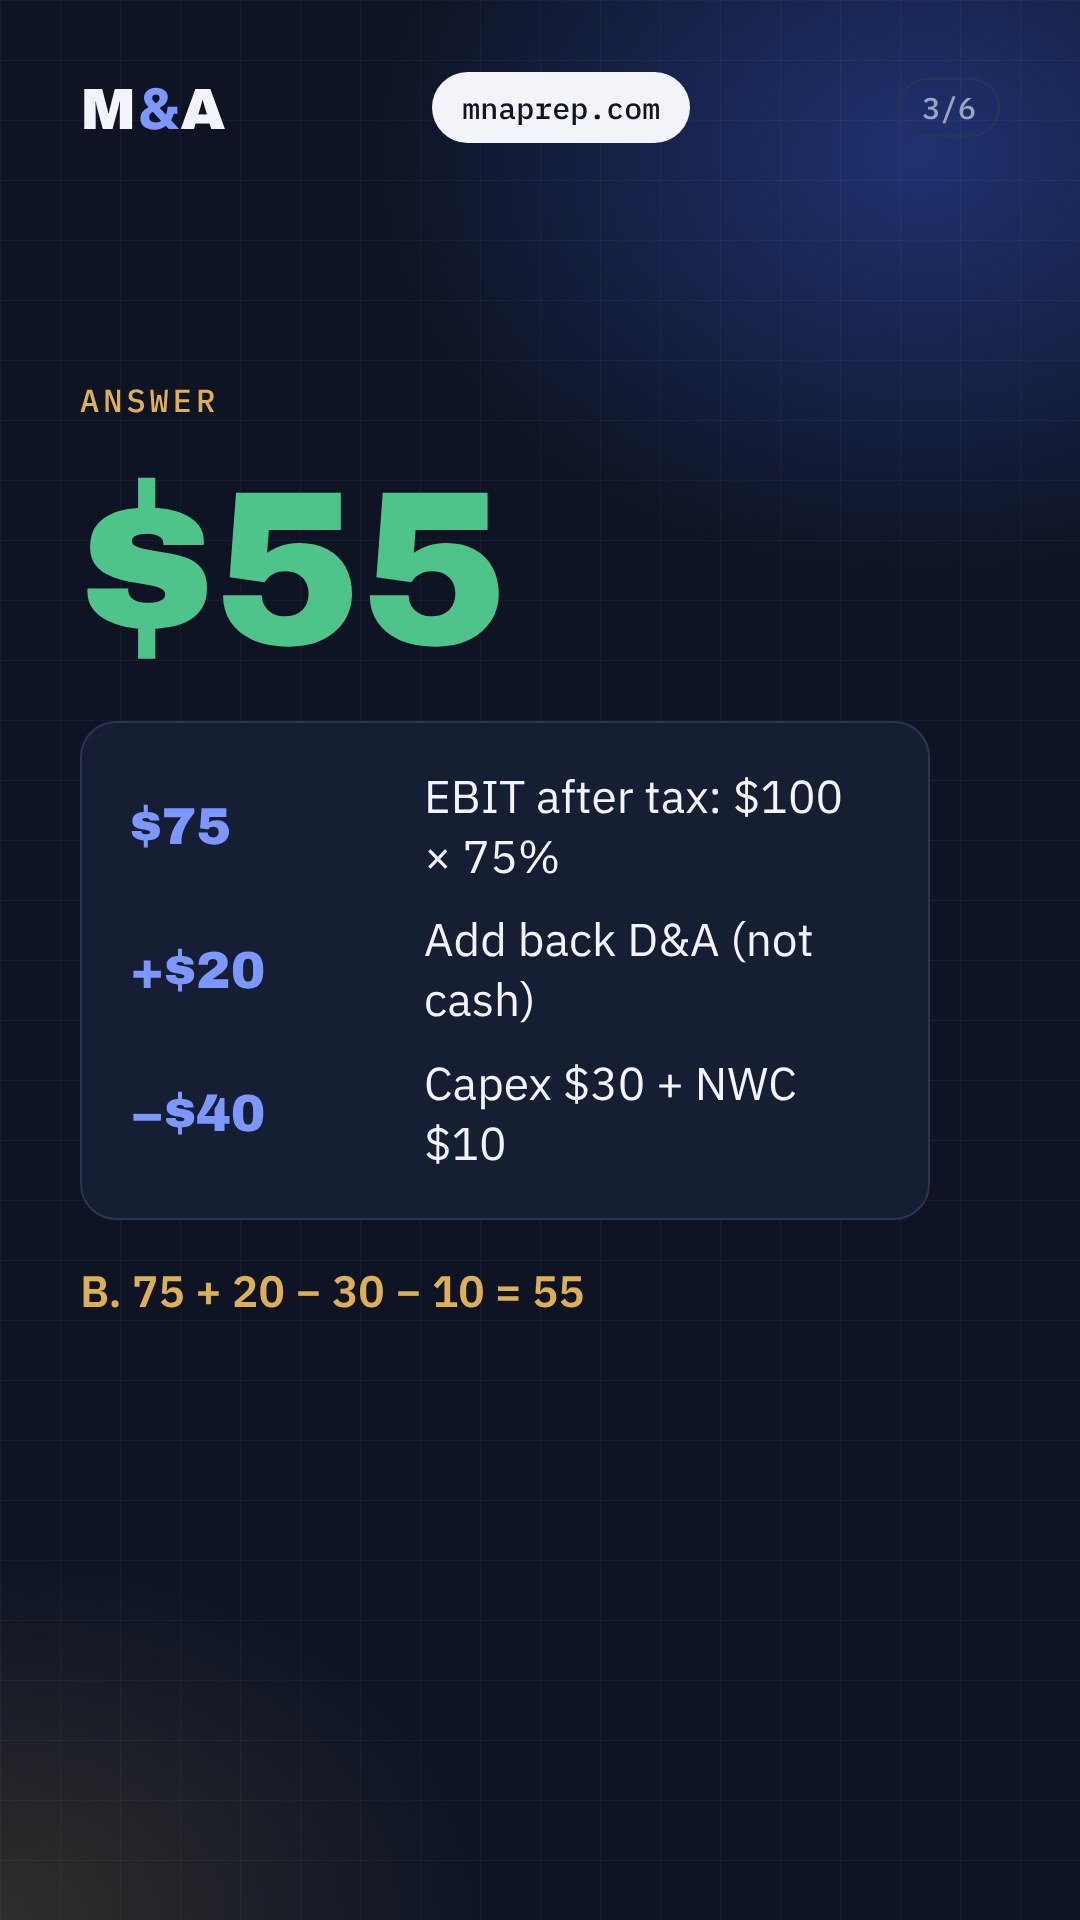 M&A
mnaprep.com
3/6
ANSWER
$55
$75
EBIT after tax: $100
× 75%
+$20
Add back D&A (not
cash)
–$40
Capex $30 + NWC
$10
B. 75 + 20 – 30 – 10 = 55